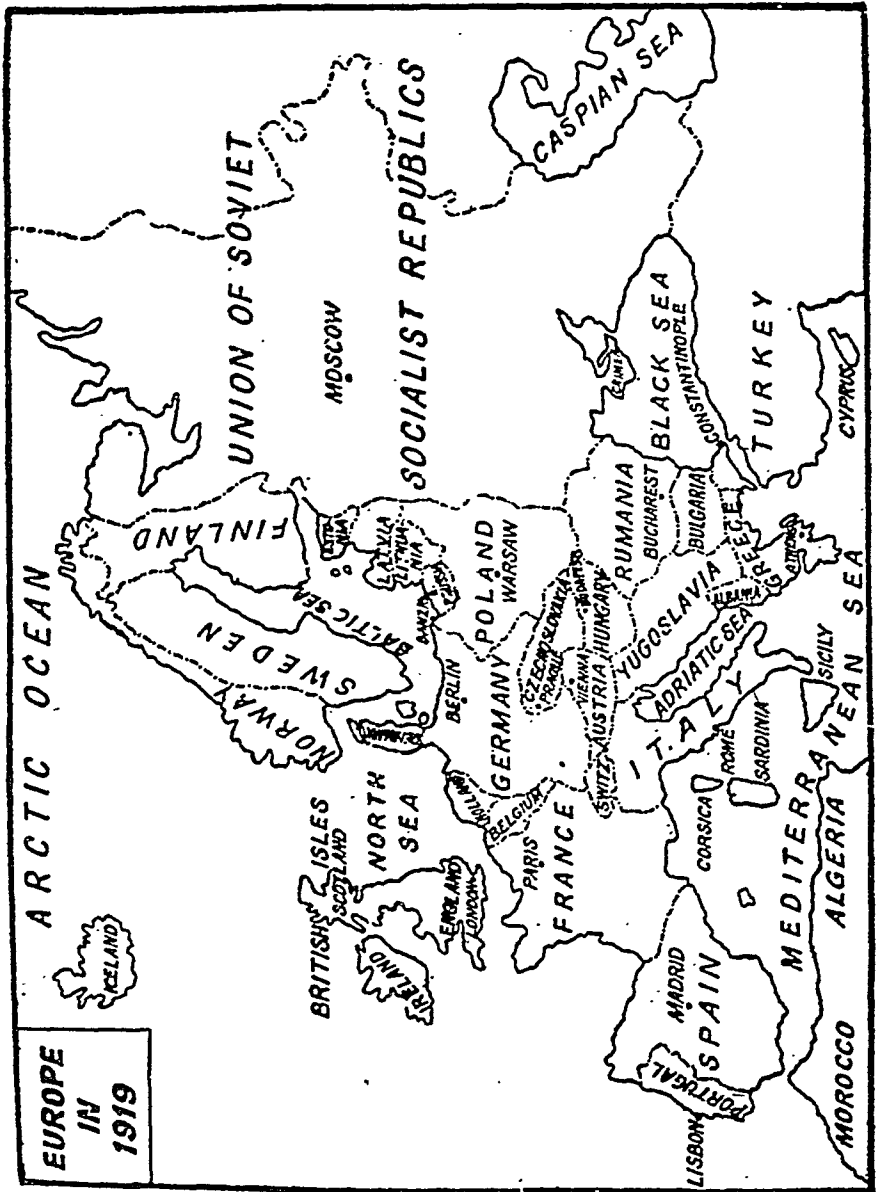 EUROPE
IN
1919
ARCTIC OCEAN
ICELAND
NORWAY
SWEDEN
FINLAND
UNION OF SOVIET
SOCIALIST REPUBLICS
MOSCOW
BRITISH ISLES
SCOTLAND
IRELAND
ENGLAND
LONDON
NORTH
SEA
BALTIC SEA
LATVIA
DANZIG
BERLIN
GERMANY
POLAND
WARSAW
HOLLAND
BELGIUM
PARIS
FRANCE
CZECHOSLOVAKIA
PRAGUE
VIENNA
AUSTRIA
HUNGARY
SWITZ.
RUMANIA
BUCHAREST
BULGARIA
YUGOSLAVIA
ALBANIA
GREECE
ADRIATIC SEA
ITALY
ROME
CORSICA
SARDINIA
SICILY
PORTUGAL
LISBON
MADRID
SPAIN
CRIMEA
BLACK SEA
CONSTANTINOPLE
CASPIAN SEA
TURKEY
CYPRUS
MEDITERRANEAN SEA
MOROCCO
ALGERIA